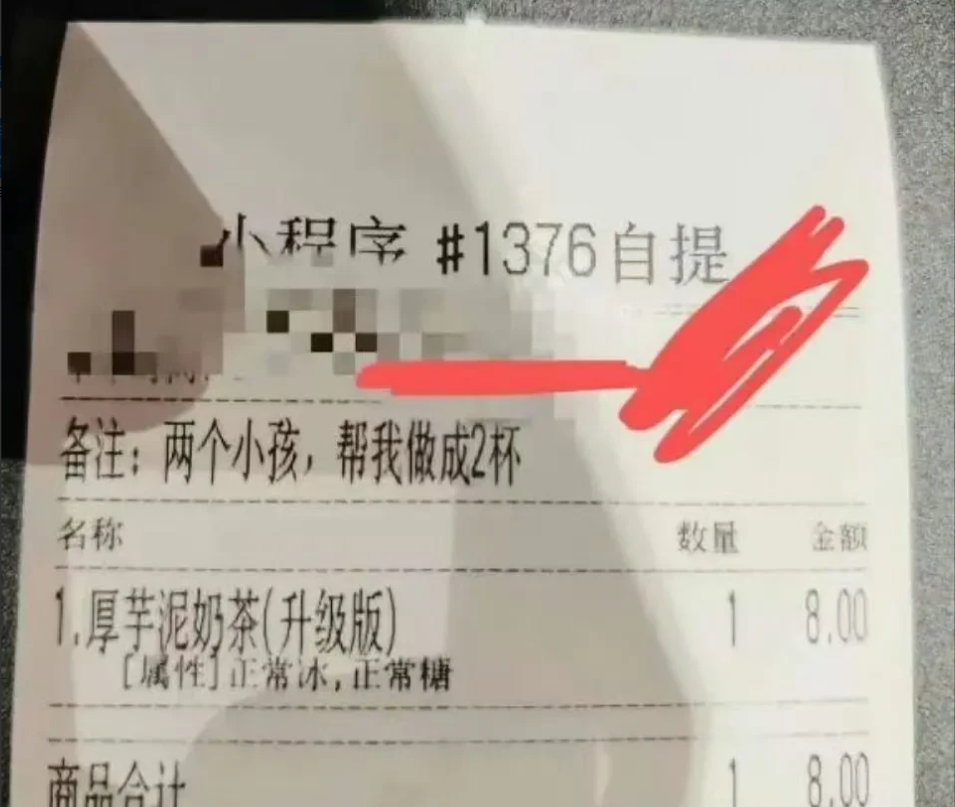 小程序 #1376自提
备注：两个小孩，帮我做成2杯
名称 数量 金额
1.厚芋泥奶茶(升级版) 1 8.00
[属性]正常冰,正常糖
商品合计 1 8.00